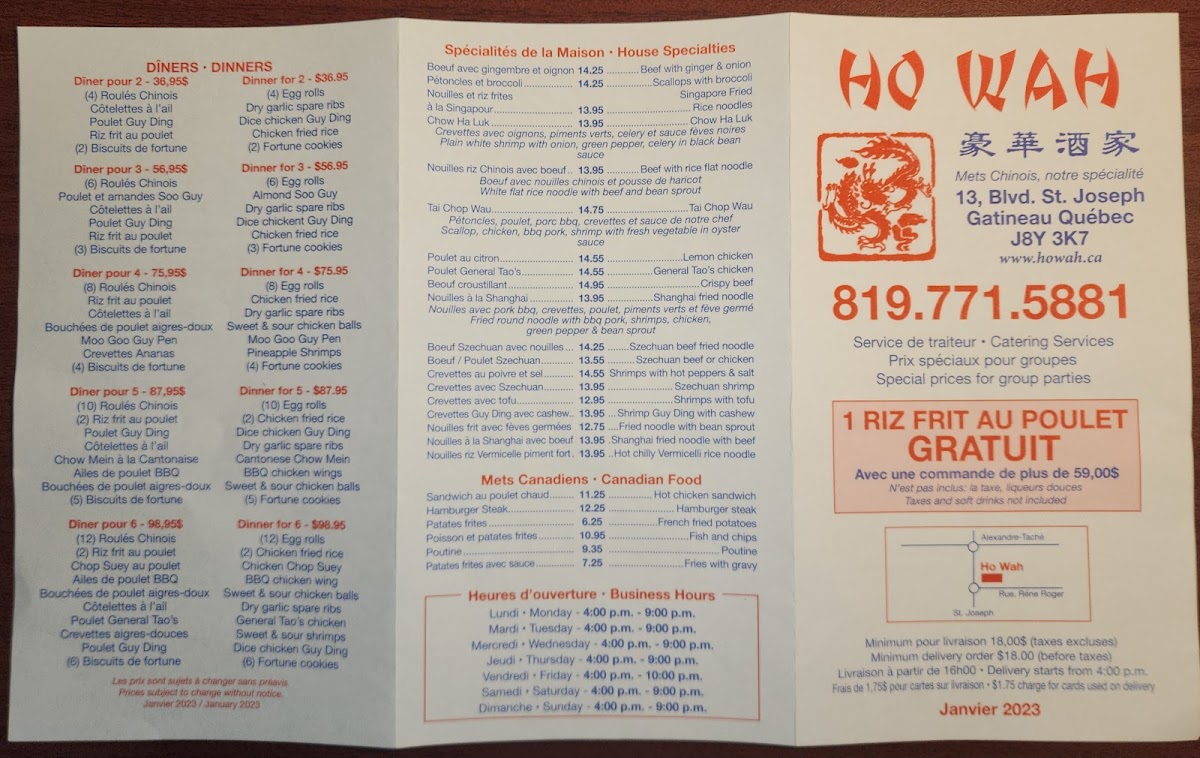 DÎNERS • DINNERS
Dîner pour 2 - 36,95$
(4) Roulés Chinois
Côtelettes à l'ail
Poulet Guy Ding
Riz frit au poulet
(2) Biscuits de fortune
Dinner for 2 - $36.95
(4) Egg rolls
Dry garlic spare ribs
Dice chicken Guy Ding
Chicken fried rice
(2) Fortune cookies
Dîner pour 3 - 56,95$
(6) Roulés Chinois
Poulet et amandes Soo Guy
Côtelettes à l'ail
Poulet Guy Ding
Riz frit au poulet
(3) Biscuits de fortune
Dinner for 3 - $56.95
(6) Egg rolls
Almond Soo Guy
Dry garlic spare ribs
Dice chickent Guy Ding
Chicken fried rice
(3) Fortune cookies
Dîner pour 4 - 75,95$
(8) Roulés Chinois
Riz frit au poulet
Côtelettes à l'ail
Bouchées de poulet aigres-doux
Moo Goo Guy Pen
Crevettes Ananas
(4) Biscuits de fortune
Dinner for 4 - $75.95
(8) Egg rolls
Chicken fried rice
Dry garlic spare ribs
Sweet & sour chicken balls
Moo Goo Guy Pen
Pineapple Shrimps
(4) Fortune cookies
Dîner pour 5 - 87,95$
(10) Roulés Chinois
(2) Riz frit au poulet
Poulet Guy Ding
Côtelettes à l'ail
Chow Mein à la Cantonaise
Ailes de poulet BBQ
Bouchées de poulet aigres-doux
(5) Biscuits de fortune
Dinner for 5 - $87.95
(10) Egg rolls
(2) Chicken fried rice
Dice chicken Guy Ding
Dry garlic spare ribs
Cantonese Chow Mein
BBQ chicken wings
Sweet & sour chicken balls
(5) Fortune cookies
Dîner pour 6 - 98,95$
(12) Roulés Chinois
(2) Riz frit au poulet
Chop Suey au poulet
Ailes de poulet BBQ
Bouchées de poulet aigres-doux
Côtelettes à l'ail
Poulet General Tao's
Crevettes aigres-douces
Poulet Guy Ding
(6) Biscuits de fortune
Dinner for 6 - $98.95
(12) Egg rolls
(2) Chicken fried rice
Chicken Chop Suey
BBQ chicken wing
Sweet & sour chicken balls
Dry garlic spare ribs
General Tao's chicken
Sweet & sour shrimps
Dice chicken Guy Ding
(6) Fortune cookies
Les prix sont sujets à changer sans préavis.
Prices subject to change without notice.
Janvier 2023 / January 2023
Spécialités de la Maison • House Specialties
Boeuf avec gingembre et oignon 14.25 ........... Beef with ginger & onion
Pétoncles et broccoli ................. 14.25 ............ Scallops with broccoli
Nouilles et riz frites Singapore Fried
à la Singapour ......................... 13.95 ........................ Rice noodles
Chow Ha Luk ........................... 13.95 ........................ Chow Ha Luk
Crevettes avec oignons, piments verts, celery et sauce fèves noires
Plain white shrimp with onion, green pepper, celery in black bean
sauce
Nouilles riz Chinois avec boeuf .. 13.95 ........... Beef with rice flat noodle
Boeuf avec nouilles chinois et pousse de haricot
White flat rice noodle with beef and bean sprout
Tai Chop Wau .......................... 14.75 ........................ Tai Chop Wau
Pétoncles, poulet, porc bbq, crevettes et sauce de notre chef
Scallop, chicken, bbq pork, shrimp with fresh vegetable in oyster
sauce
Poulet au citron ........................ 14.55 ...................... Lemon chicken
Poulet General Tao's ................ 14.55 ............ General Tao's chicken
Beouf croustillant ..................... 14.95 .......................... Crispy beef
Nouilles à la Shanghai .............. 13.95 ........... Shanghai fried noodle
Nouilles avec pork bbq, crevettes, poulet, piments verts et fève germé
Fried round noodle with bbq pork, shrimps, chicken,
green pepper & bean sprout
Boeuf Szechuan avec nouilles ... 14.25 ...... Szechuan beef fried noodle
Boeuf / Poulet Szechuan .......... 13.55 ........ Szechuan beef or chicken
Crevettes au poivre et sel ......... 14.55 Shrimps with hot peppers & salt
Crevettes avec Szechuan ......... 13.95 .................... Szechuan shrimp
Crevettes avec tofu .................. 12.95 ................... Shrimps with tofu
Crevettes Guy Ding avec cashew.. 13.95 ... Shrimp Guy Ding with cashew
Nouilles frit avec fèves germées 12.75 .... Fried noodle with bean sprout
Nouilles à la Shanghai avec boeuf 13.95 . Shanghai fried noodle with beef
Nouilles riz Vermicelle piment fort . 13.95 .. Hot chilly Vermicelli rice noodle
Mets Canadiens • Canadian Food
Sandwich au poulet chaud ........ 11.25 ............. Hot chicken sandwich
Hamburger Steak ..................... 12.25 .................. Hamburger steak
Patates frites ............................ 6.25 .............. French fried potatoes
Poisson et patates frites ........... 10.95 ...................... Fish and chips
Poutine .................................... 9.35 ................................ Poutine
Patates frites avec sauce .......... 7.25 ...................... Fries with gravy
Heures d'ouverture • Business Hours
Lundi • Monday - 4:00 p.m. - 9:00 p.m.
Mardi • Tuesday - 4:00 p.m. - 9:00 p.m.
Mercredi • Wednesday - 4:00 p.m. - 9:00 p.m.
Jeudi • Thursday - 4:00 p.m. - 9:00 p.m.
Vendredi • Friday - 4:00 p.m. - 10:00 p.m.
Samedi • Saturday - 4:00 p.m. - 9:00 p.m.
Dimanche • Sunday - 4:00 p.m. - 9:00 p.m.
HO WAH
豪華酒家
Mets Chinois, notre spécialité
13, Blvd. St. Joseph
Gatineau Québec
J8Y 3K7
www.howah.ca
819.771.5881
Service de traiteur • Catering Services
Prix spéciaux pour groupes
Special prices for group parties
1 RIZ FRIT AU POULET
GRATUIT
Avec une commande de plus de 59,00$
N'est pas inclus: la taxe, liqueurs douces
Taxes and soft drinks not included
Alexandre-Taché
Ho Wah
Rue, Réne Roger
St. Joseph
Minimum pour livraison 18,00$ (taxes excluses)
Minimum delivery order $18.00 (before taxes)
Livraison à partir de 16h00 • Delivery starts from 4:00 p.m.
Frais de 1,75$ pour cartes sur livraison • $1.75 charge for cards used on delivery
Janvier 2023